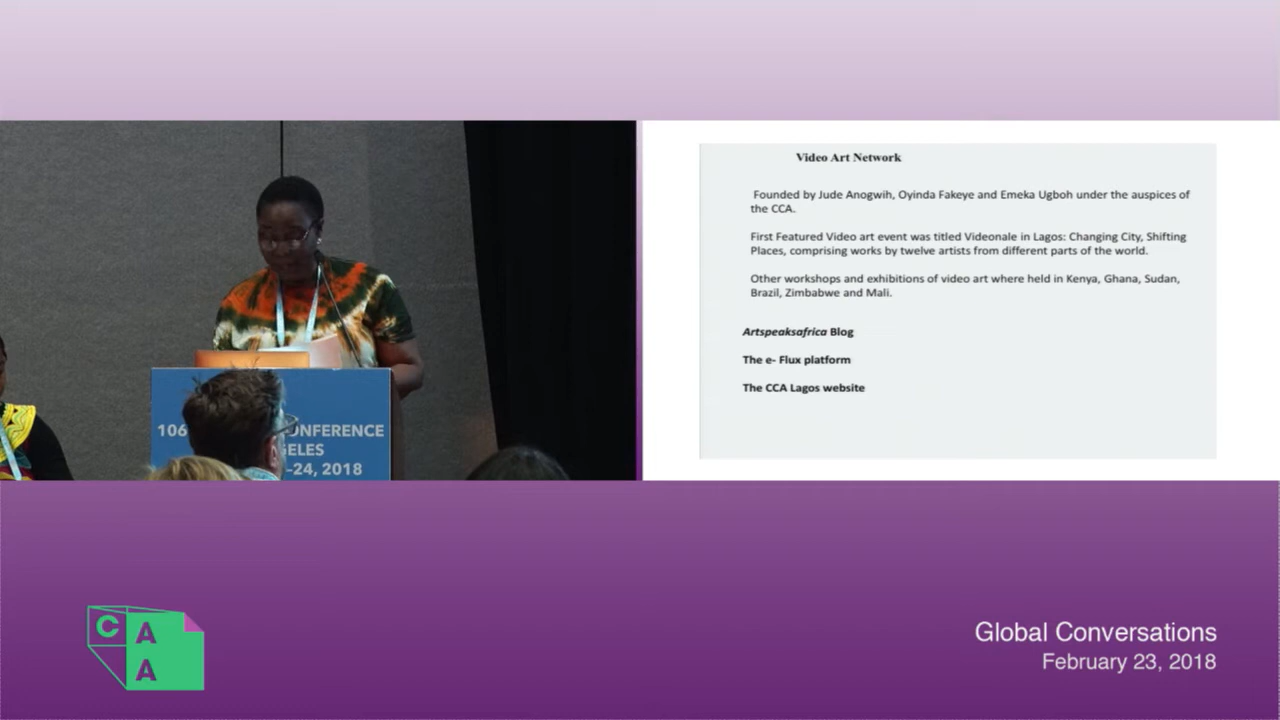 Video Art Network
Founded by Jude Anogwih, Oyinda Fakeye and Emeka Ugboh under the auspices of
the CCA.
First Featured Video art event was titled Videonale in Lagos: Changing City, Shifting
Places, comprising works by twelve artists from different parts of the world.
Other workshops and exhibitions of video art where held in Kenya, Ghana, Sudan,
Brazil, Zimbabwe and Mali.
Artspeaksafrica Blog
The e- Flux platform
The CCA Lagos website
106
-24, 2018
C A
A
Global Conversations
February 23, 2018